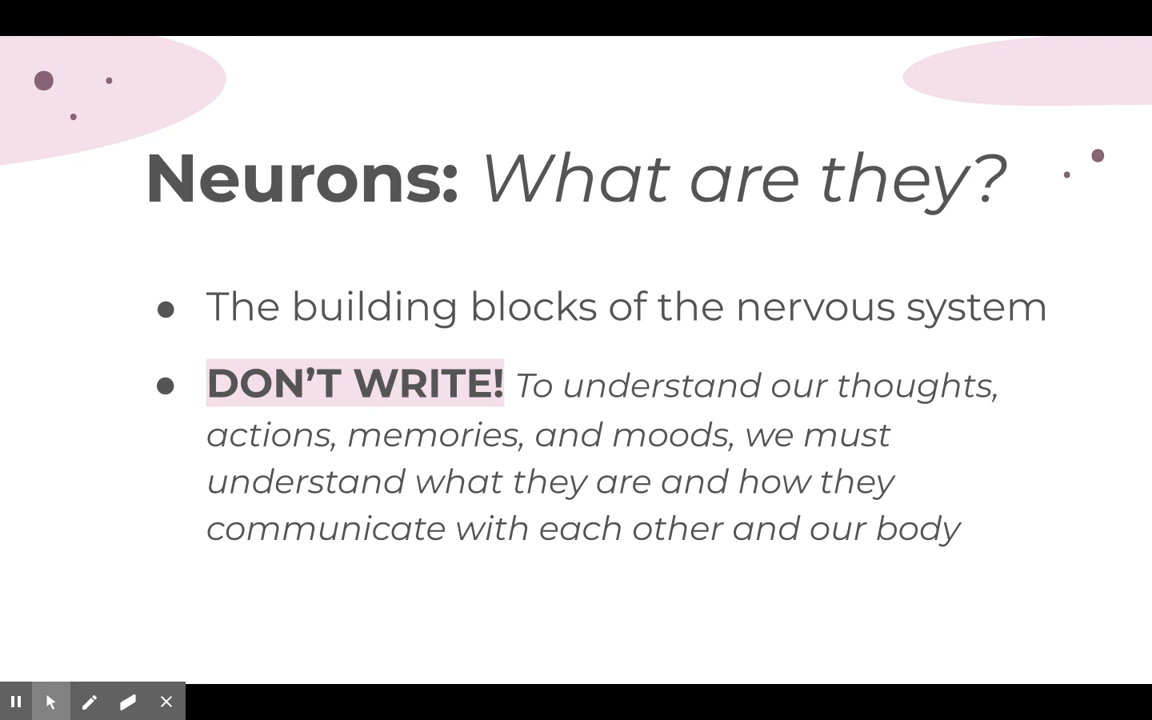 Neurons: What are they?
● The building blocks of the nervous system
● DON’T WRITE! To understand our thoughts,
actions, memories, and moods, we must
understand what they are and how they
communicate with each other and our body